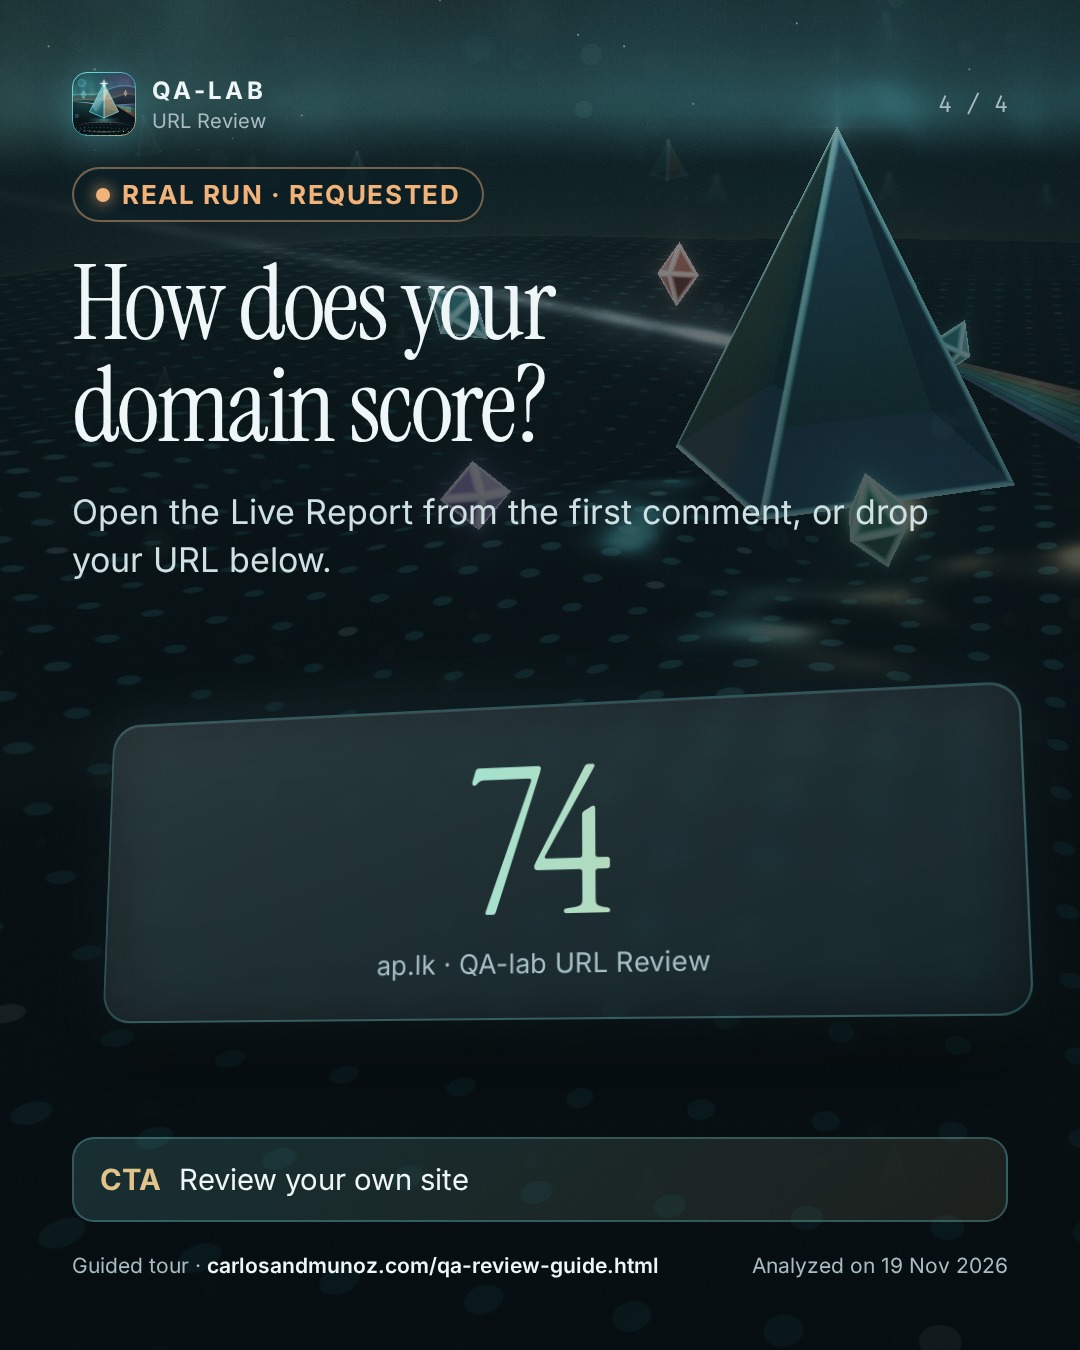 QA-LAB
URL Review
4 / 4
REAL RUN · REQUESTED
How does your
domain score?
Open the Live Report from the first comment, or drop
your URL below.
74
ap.lk · QA-lab URL Review
CTA Review your own site
Guided tour · carlosandmunoz.com/qa-review-guide.html
Analyzed on 19 Nov 2026